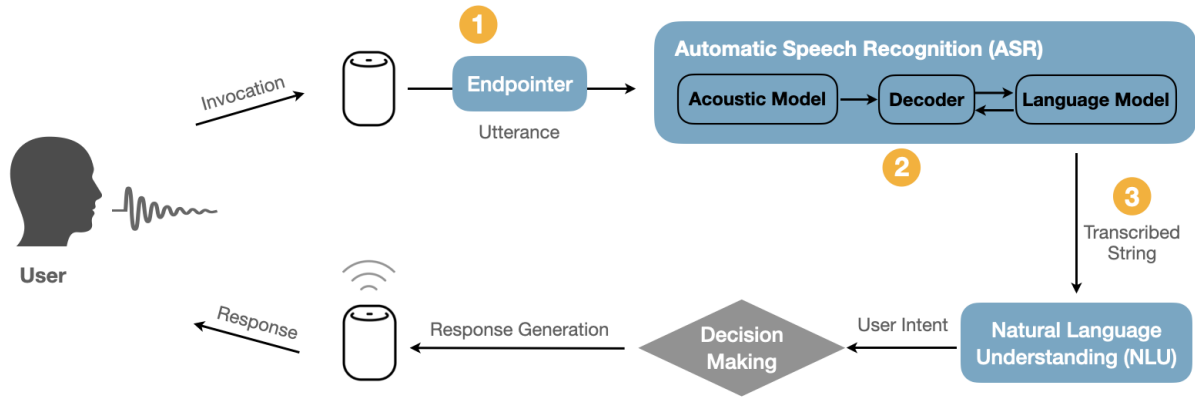 1
Automatic Speech Recognition (ASR)
Invocation
Endpointer
Acoustic Model
Decoder
Language Model
Utterance
2
3
Transcribed
String
User
Response
Response Generation
Decision
Making
User Intent
Natural Language
Understanding (NLU)